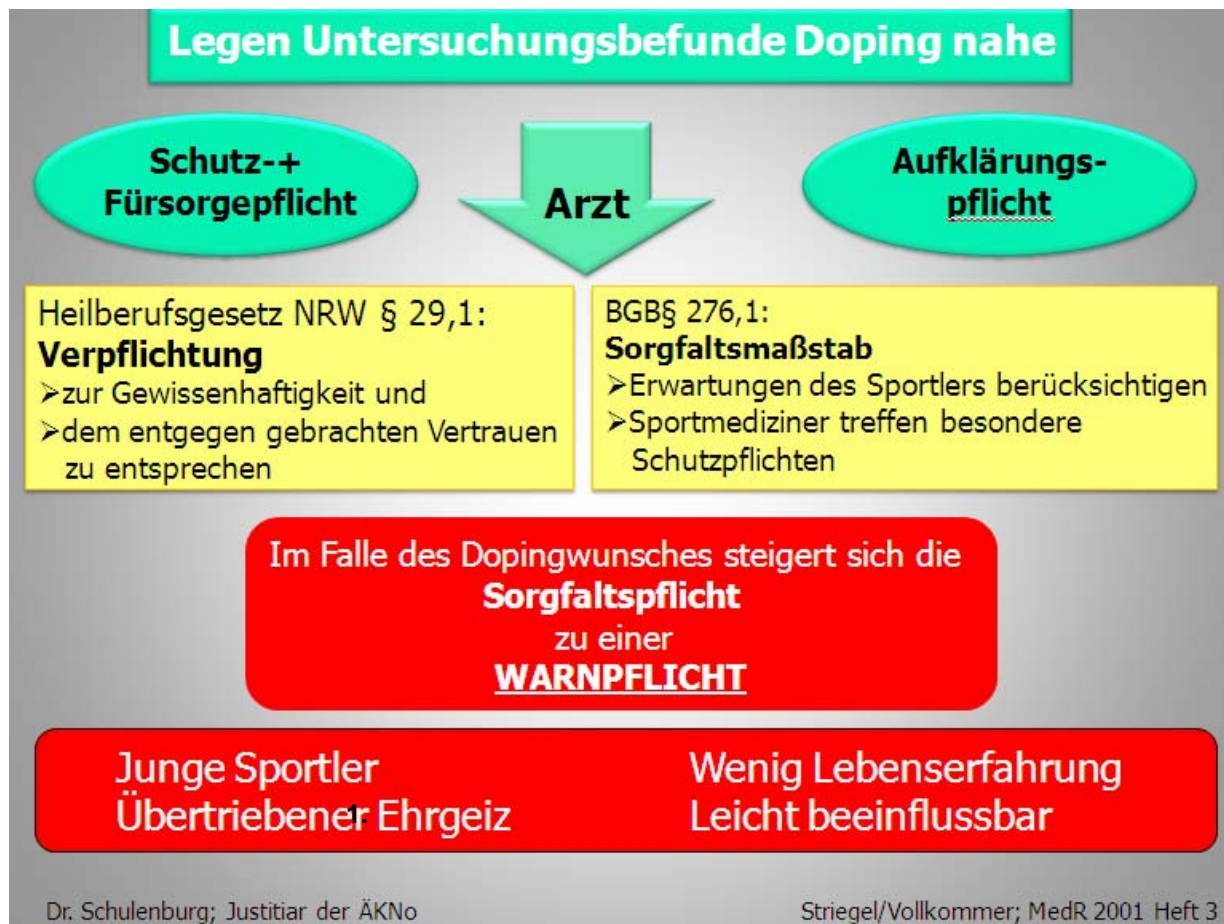 Legen Untersuchungsbefunde Doping nahe
Schutz-+
Fürsorgepflicht
Arzt
Aufklärungs-
pflicht
Heilberufsgesetz NRW § 29,1:
Verpflichtung
➢zur Gewissenhaftigkeit und
➢dem entgegen gebrachten Vertrauen
zu entsprechen
BGB§ 276,1:
Sorgfaltsmaßstab
➢Erwartungen des Sportlers berücksichtigen
➢Sportmediziner treffen besondere
Schutzpflichten
Im Falle des Dopingwunsches steigert sich die
Sorgfaltspflicht
zu einer
WARNPFLICHT
Junge Sportler
Übertriebener Ehrgeiz
1.
Wenig Lebenserfahrung
Leicht beeinflussbar
Dr. Schulenburg; Justitiar der ÄKNo
Striegel/Vollkommer; MedR 2001 Heft 3